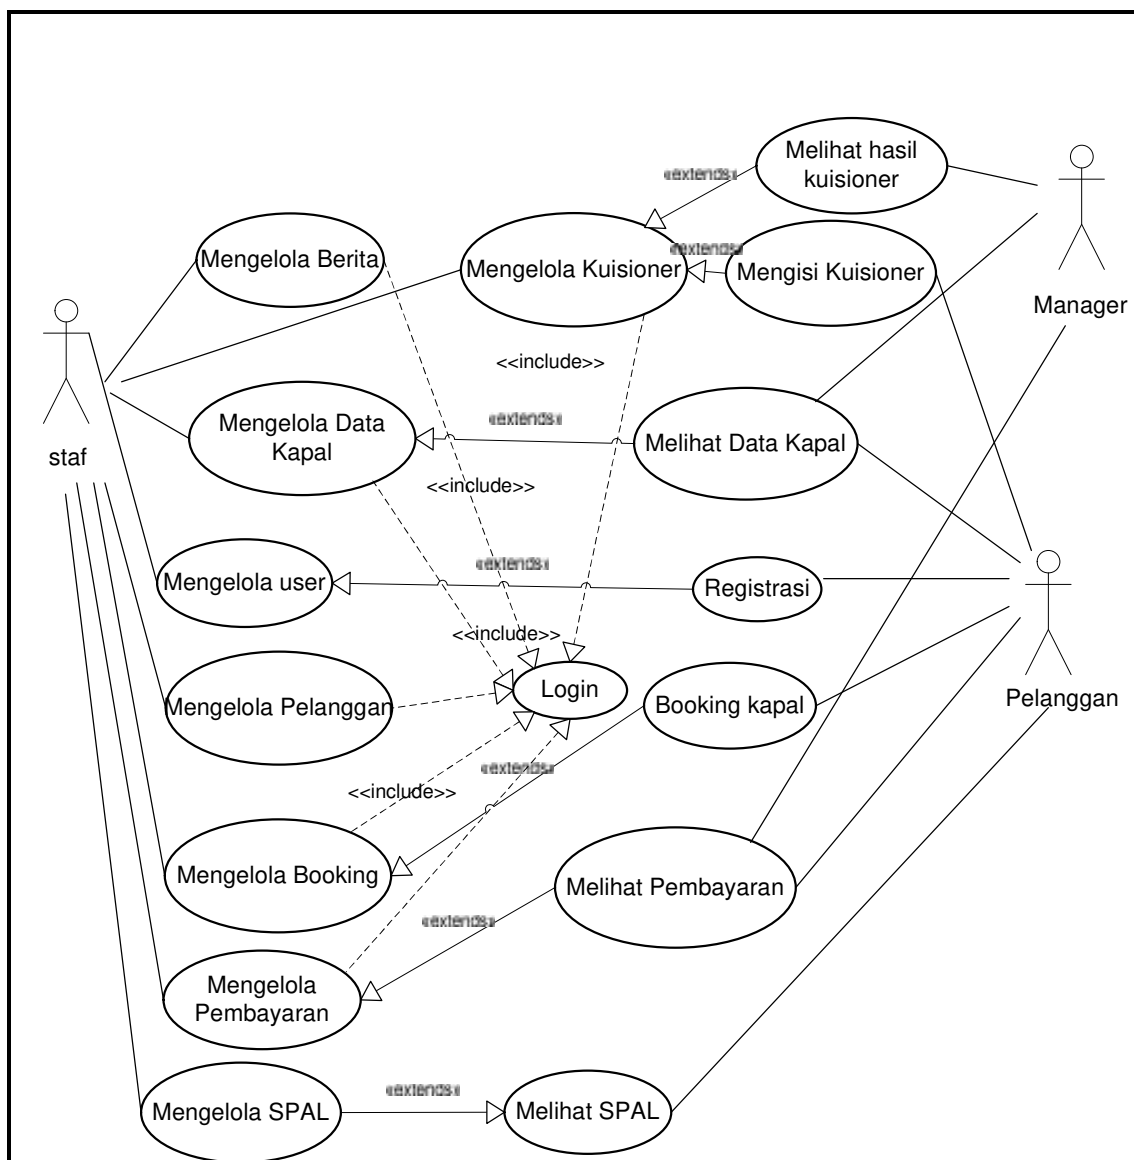 Melihat hasil
kuisioner
«extends»
Manager
Mengelola Berita
Mengelola Kuisioner
«extends»
Mengisi Kuisioner
<<include>>
staf
Mengelola Data
Kapal
«extends»
Melihat Data Kapal
<<include>>
Mengelola user
«extends»
Registrasi
<<include>>
Mengelola Pelanggan
Login
Booking kapal
Pelanggan
«extends»
<<include>>
Mengelola Booking
Melihat Pembayaran
«extends»
Mengelola
Pembayaran
Mengelola SPAL
«extends»
Melihat SPAL